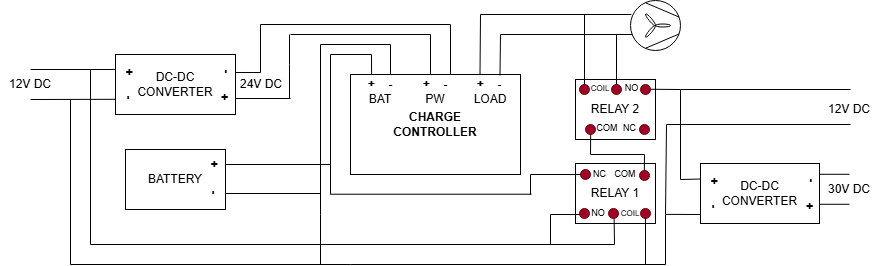 12V DC
+ -
DC-DC
CONVERTER
- +
24V DC
+ - + - + -
BAT PW LOAD
CHARGE
CONTROLLER
COIL NO
RELAY 2
COM NC
12V DC
BATTERY
+
-
NC COM
RELAY 1
NO COIL
+ -
DC-DC
CONVERTER
- +
30V DC